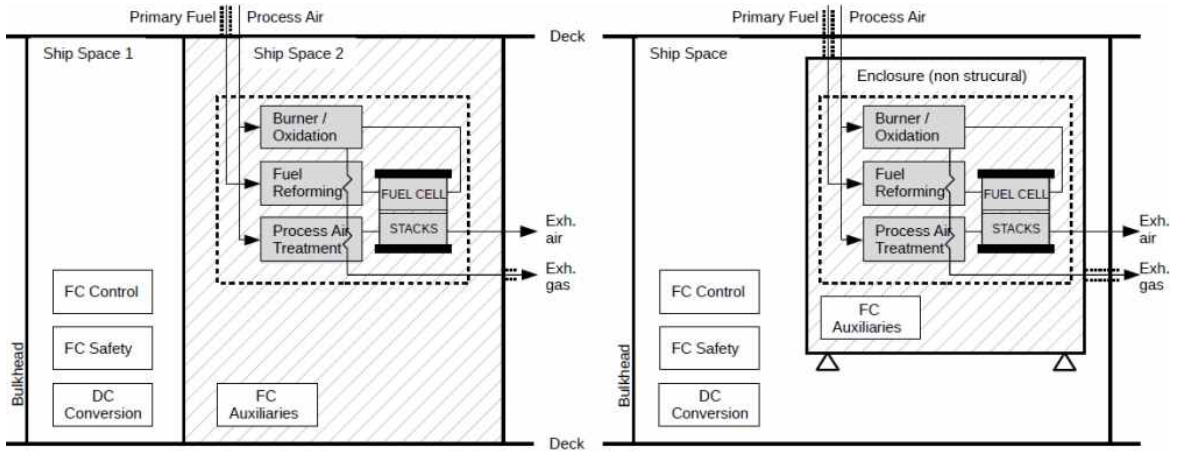 Primary Fuel
Process Air
Deck
Ship Space 1
Ship Space 2
Burner /
Oxidation
Fuel
Reforming
FUEL CELL
Process Air
Treatment
STACKS
Exh.
air
Exh.
gas
FC Control
FC Safety
DC
Conversion
FC
Auxiliaries
Bulkhead
Deck
Primary Fuel
Process Air
Ship Space
Enclosure (non strucural)
Burner /
Oxidation
Fuel
Reforming
FUEL CELL
Process Air
Treatment
STACKS
Exh.
air
Exh.
gas
FC Control
FC
Auxiliaries
FC Safety
DC
Conversion
Bulkhead